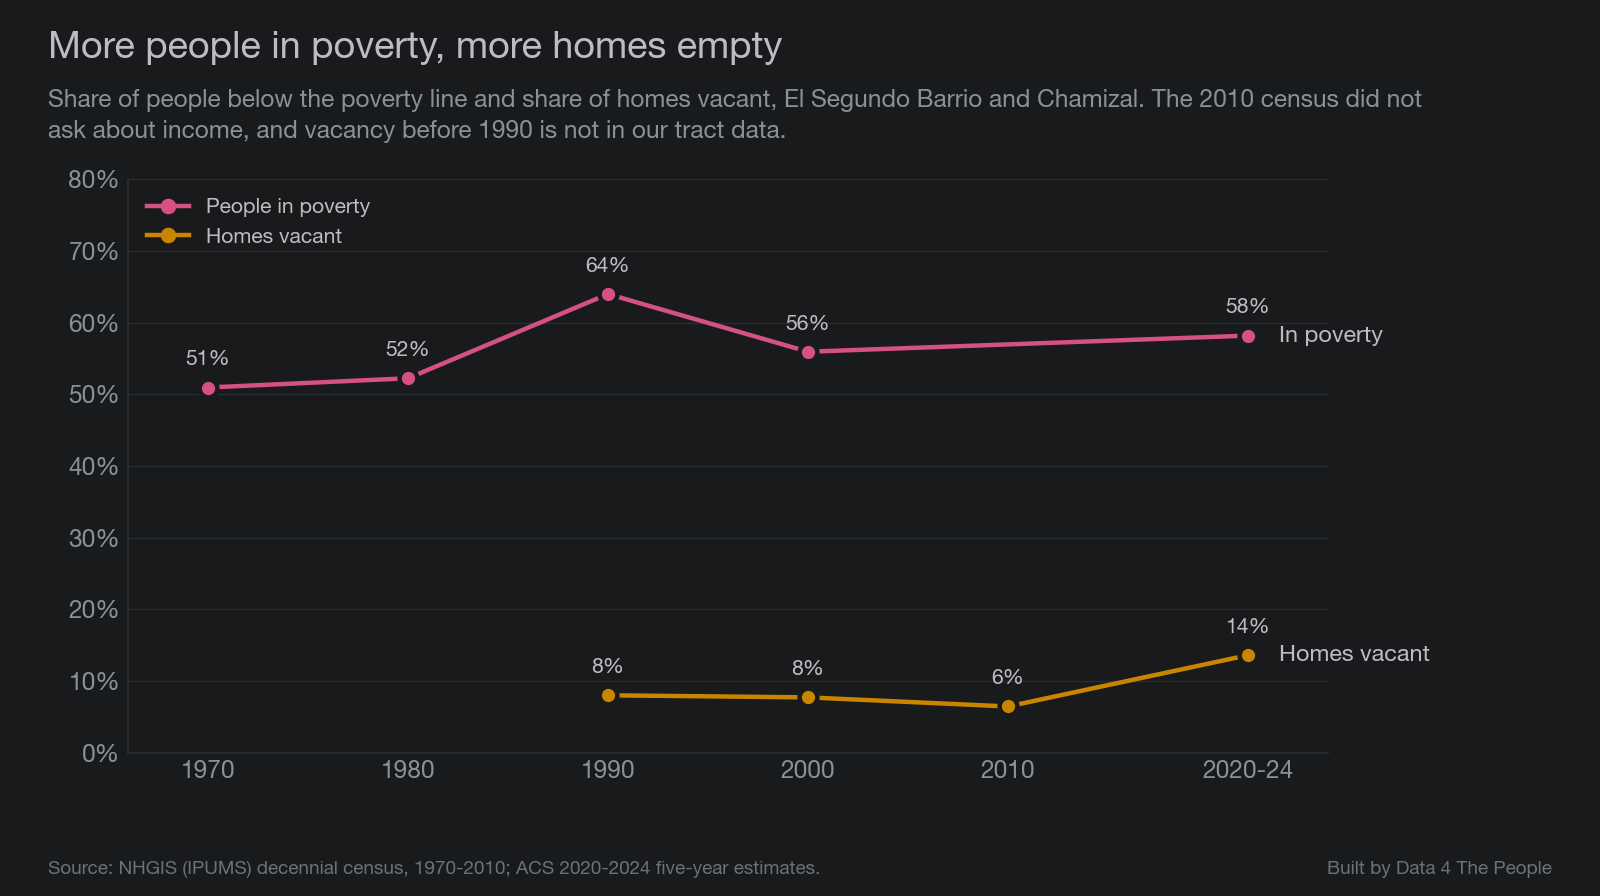 More people in poverty, more homes empty
Share of people below the poverty line and share of homes vacant, El Segundo Barrio and Chamizal. The 2010 census did not
ask about income, and vacancy before 1990 is not in our tract data.
80%
People in poverty
Homes vacant
70%
64%
60%
56%
58%
In poverty
51%
52%
50%
40%
30%
20%
14%
Homes vacant
10%
8%
8%
6%
0%
1970
1980
1990
2000
2010
2020-24
Source: NHGIS (IPUMS) decennial census, 1970-2010; ACS 2020-2024 five-year estimates.
Built by Data 4 The People